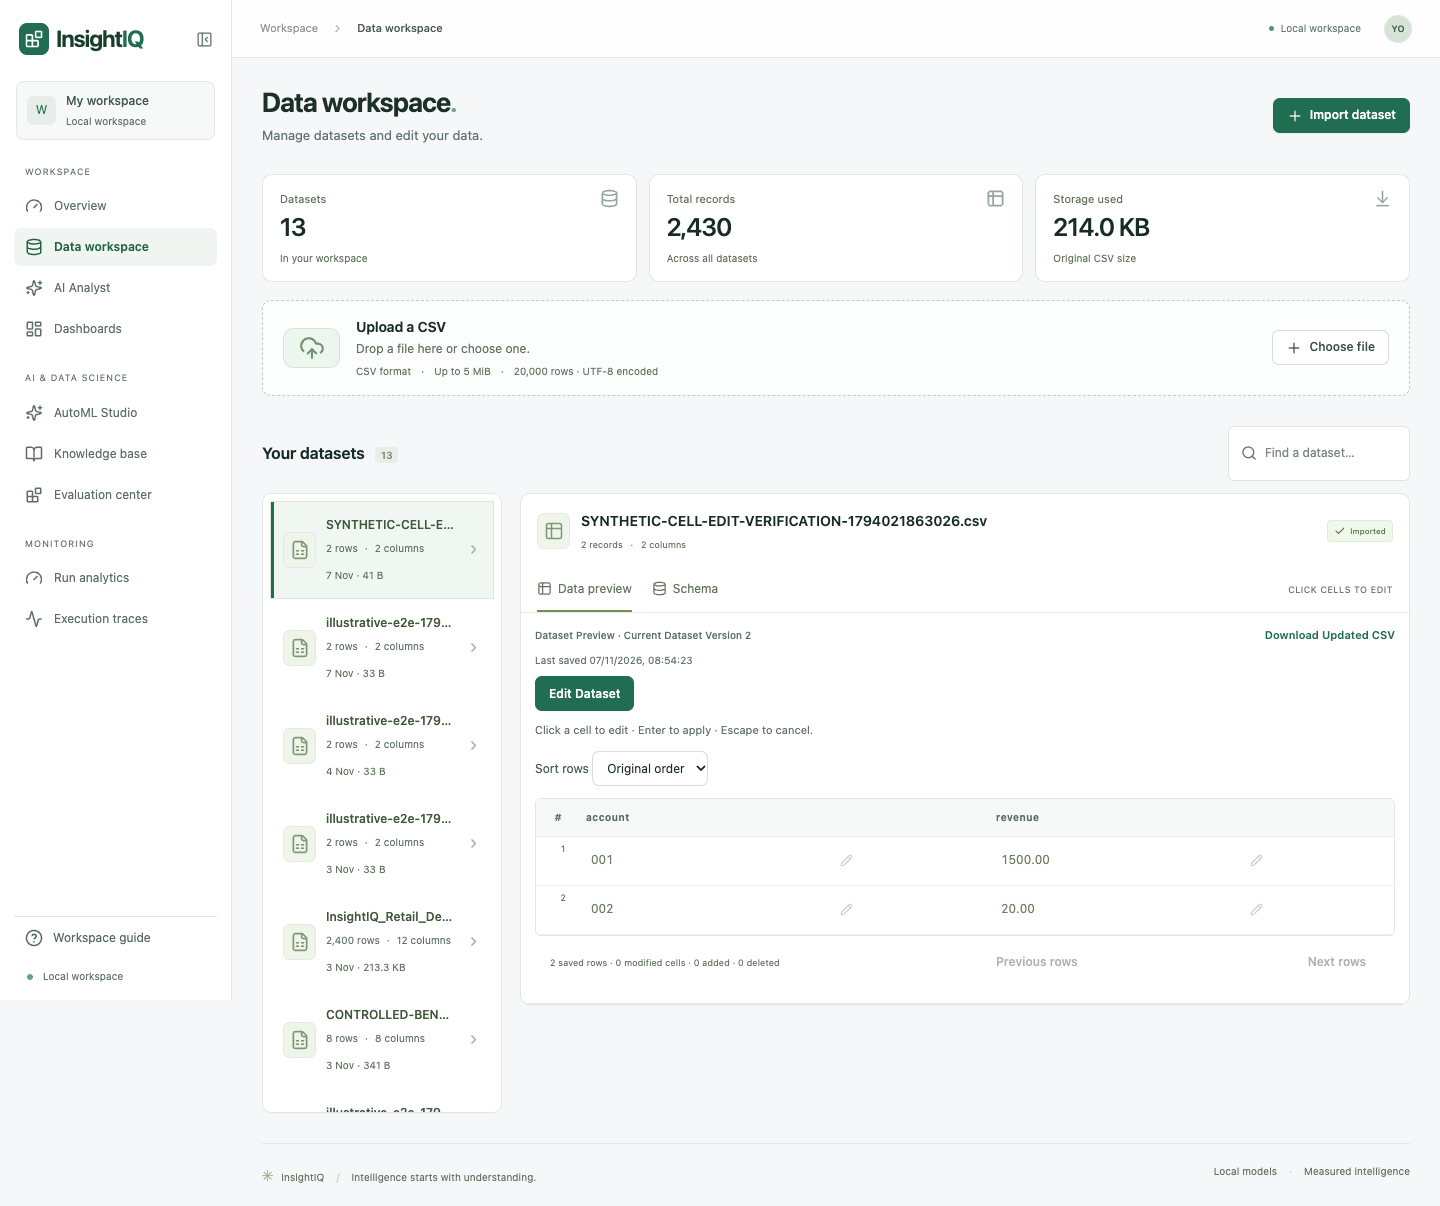 InsightIQ
W
My workspace
Local workspace
WORKSPACE
Overview
Data workspace
AI Analyst
Dashboards
AI & DATA SCIENCE
AutoML Studio
Knowledge base
Evaluation center
MONITORING
Run analytics
Execution traces
Workspace guide
Local workspace
Workspace > Data workspace
Local workspace
YO
Data workspace.
Manage datasets and edit your data.
+ Import dataset
Datasets
13
In your workspace
Total records
2,430
Across all datasets
Storage used
214.0 KB
Original CSV size
Upload a CSV
Drop a file here or choose one.
CSV format · Up to 5 MiB · 20,000 rows · UTF-8 encoded
+ Choose file
Your datasets 13
Find a dataset...
SYNTHETIC-CELL-E...
2 rows · 2 columns
7 Nov · 41 B
illustrative-e2e-179...
2 rows · 2 columns
7 Nov · 33 B
illustrative-e2e-179...
2 rows · 2 columns
4 Nov · 33 B
illustrative-e2e-179...
2 rows · 2 columns
3 Nov · 33 B
InsightIQ_Retail_De...
2,400 rows · 12 columns
3 Nov · 213.3 KB
CONTROLLED-BEN...
8 rows · 8 columns
3 Nov · 341 B
SYNTHETIC-CELL-EDIT-VERIFICATION-1794021863026.csv
2 records · 2 columns
Imported
Data preview
Schema
CLICK CELLS TO EDIT
Dataset Preview · Current Dataset Version 2
Download Updated CSV
Last saved 07/11/2026, 08:54:23
Edit Dataset
Click a cell to edit · Enter to apply · Escape to cancel.
Sort rows Original order
# account revenue
1 001 1500.00
2 002 20.00
2 saved rows · 0 modified cells · 0 added · 0 deleted
Previous rows
Next rows
InsightIQ / Intelligence starts with understanding.
Local models · Measured intelligence